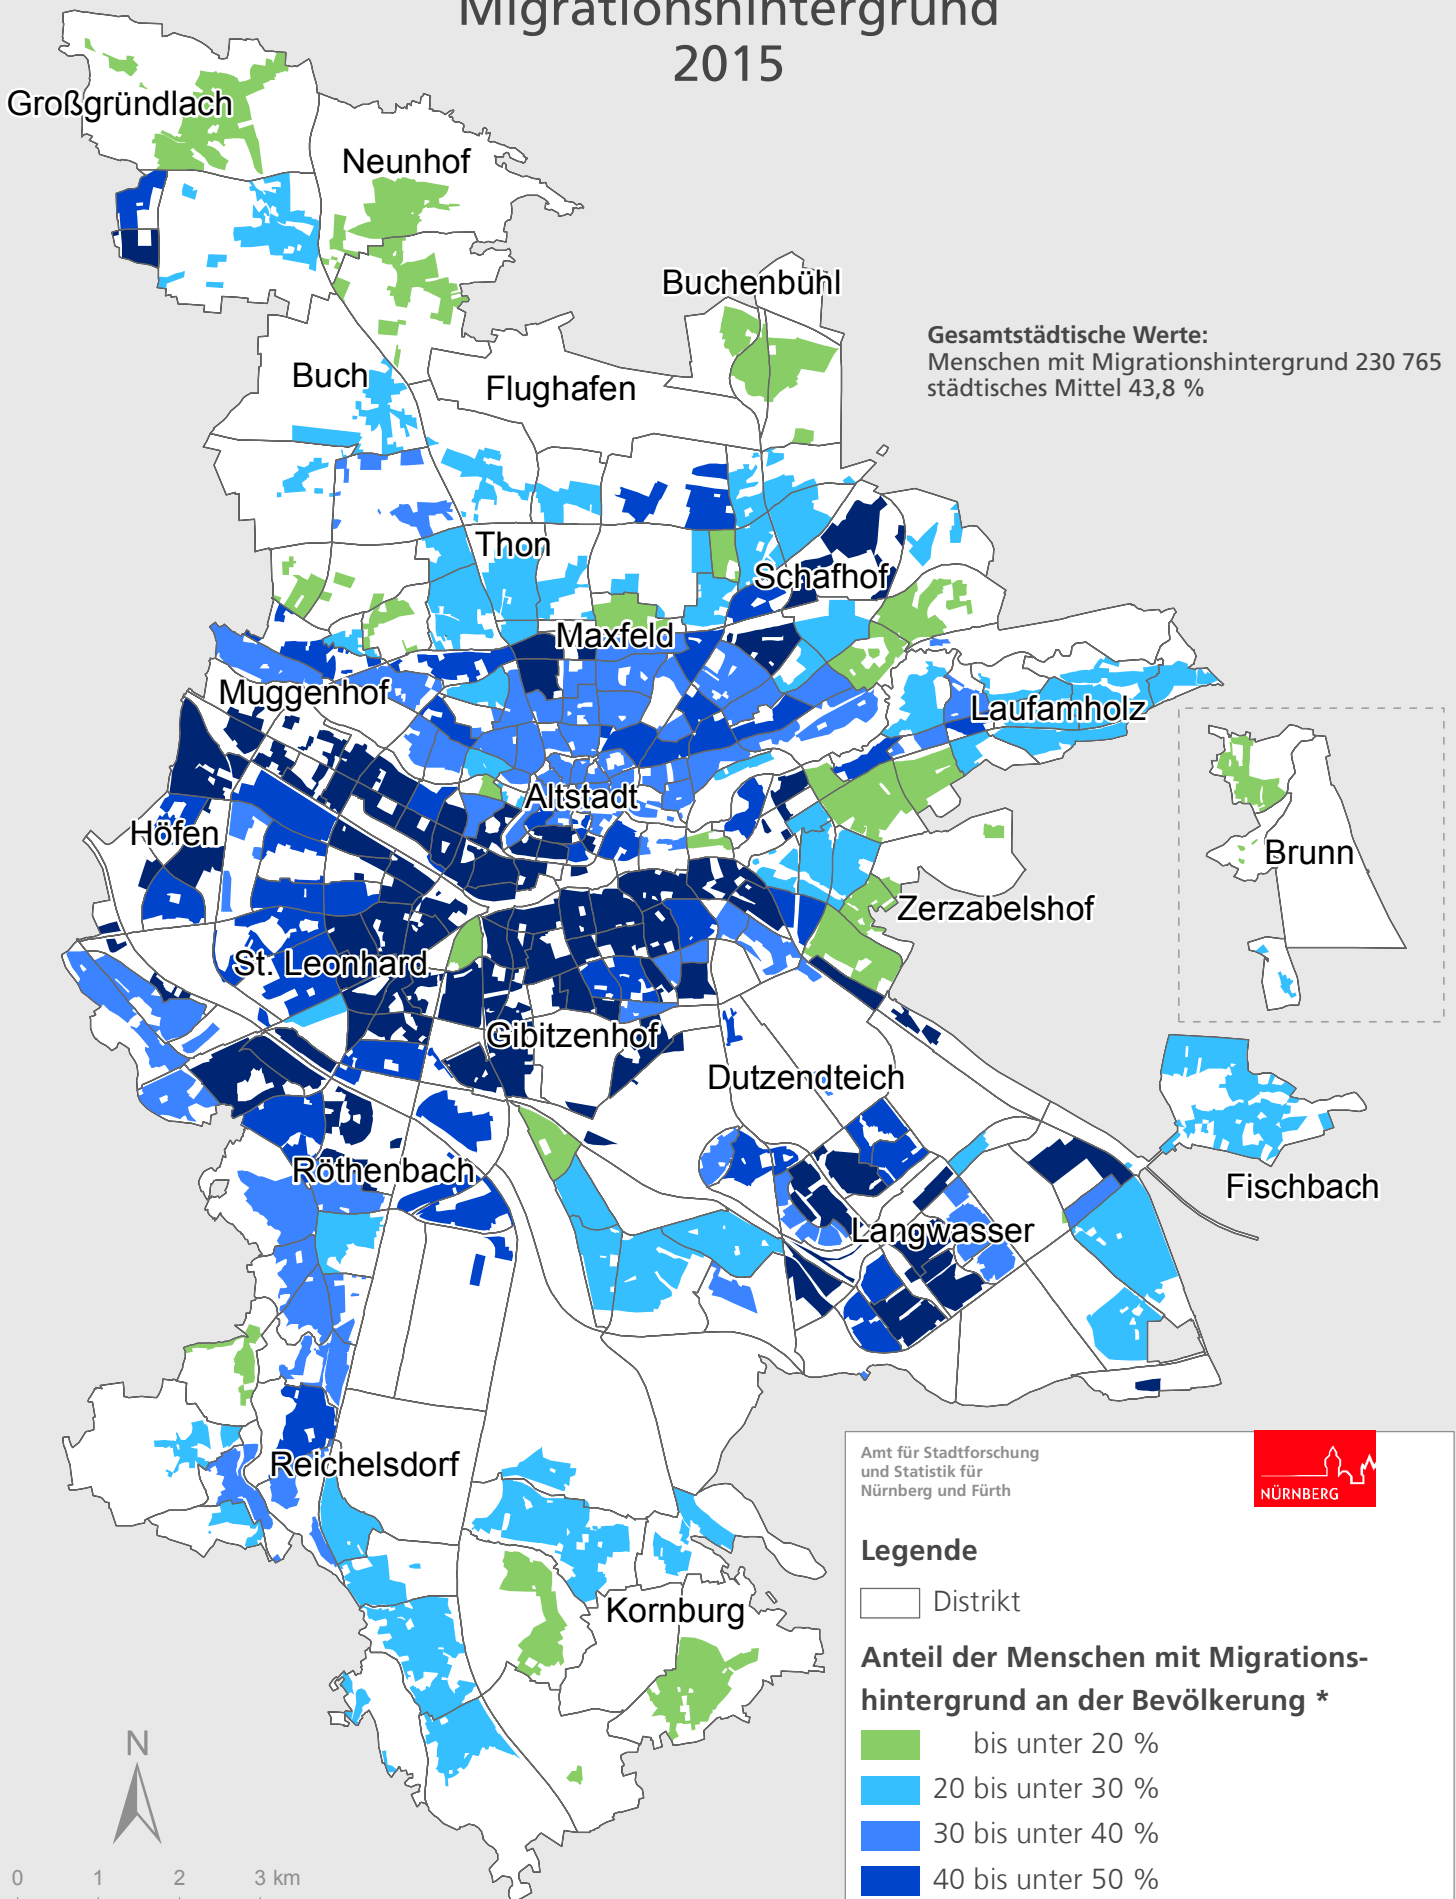 Migrationshintergrund
2015
Großgründlach
Neunhof
Buchenbühl
Gesamtstädtische Werte:
Menschen mit Migrationshintergrund 230 765
städtisches Mittel 43,8 %
Buch
Flughafen
Thon
Schafhof
Maxfeld
Muggenhof
Laufamholz
Altstadt
Höfen
Brunn
Zerzabelshof
St. Leonhard
Gibitzenhof
Dutzendteich
Röthenbach
Fischbach
Langwasser
Reichelsdorf
Kornburg
Amt für Stadtforschung
und Statistik für
Nürnberg und Fürth
NÜRNBERG
Legende
Distrikt
Anteil der Menschen mit Migrations-
hintergrund an der Bevölkerung *
bis unter 20 %
20 bis unter 30 %
30 bis unter 40 %
40 bis unter 50 %
N
0 1 2 3 km